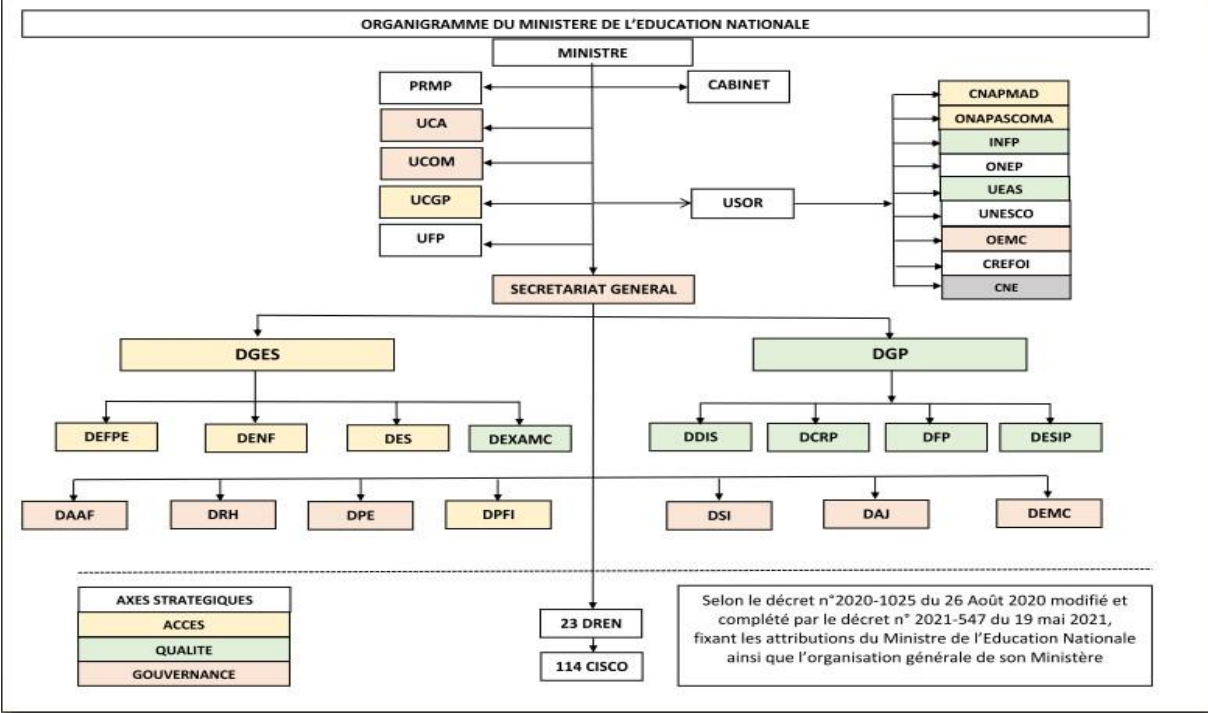 ORGANIGRAMME DU MINISTERE DE L'EDUCATION NATIONALE
MINISTRE
PRMP
CABINET
UCA
UCOM
UCGP
UFP
USOR
CNAPMAD
ONAPASCOMA
INFP
ONEP
UEAS
UNESCO
OEMC
CREFOI
CNE
SECRETARIAT GENERAL
DGES
DGP
DEFPE
DENF
DES
DEXAMC
DDIS
DCRP
DFP
DESIP
DAAF
DRH
DPE
DPFI
DSI
DAJ
DEMC
AXES STRATEGIQUES
ACCES
QUALITE
GOUVERNANCE
23 DREN
114 CISCO
Selon le décret n°2020-1025 du 26 Août 2020 modifié et
complété par le décret n° 2021-547 du 19 mai 2021,
fixant les attributions du Ministre de l'Education Nationale
ainsi que l'organisation générale de son Ministère